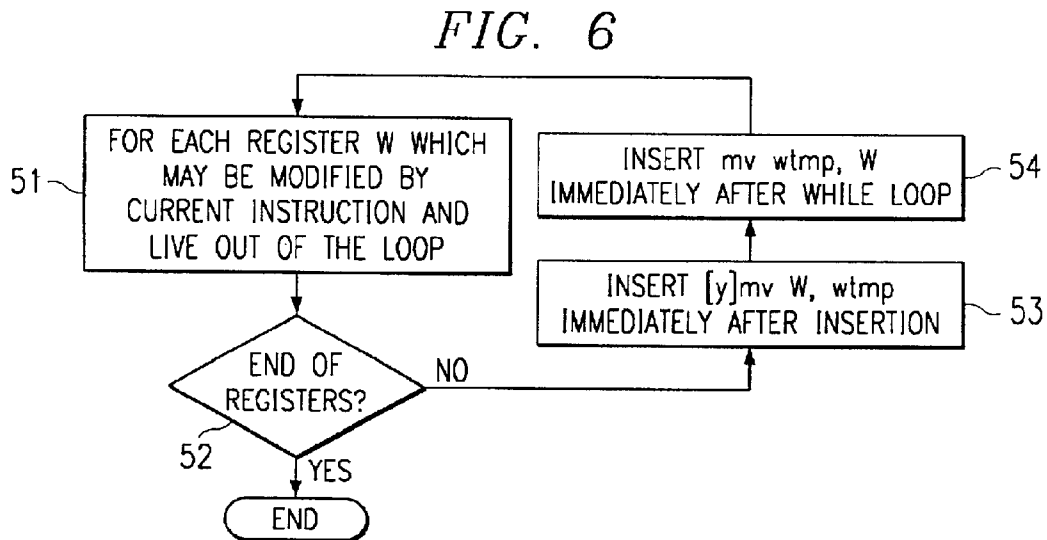 FIG. 6
51
FOR EACH REGISTER W WHICH
MAY BE MODIFIED BY
CURRENT INSTRUCTION AND
LIVE OUT OF THE LOOP
INSERT mv wtmp, W
IMMEDIATELY AFTER WHILE LOOP
54
INSERT [y]mv W, wtmp
IMMEDIATELY AFTER INSERTION
53
END OF
REGISTERS?
NO
52
YES
END